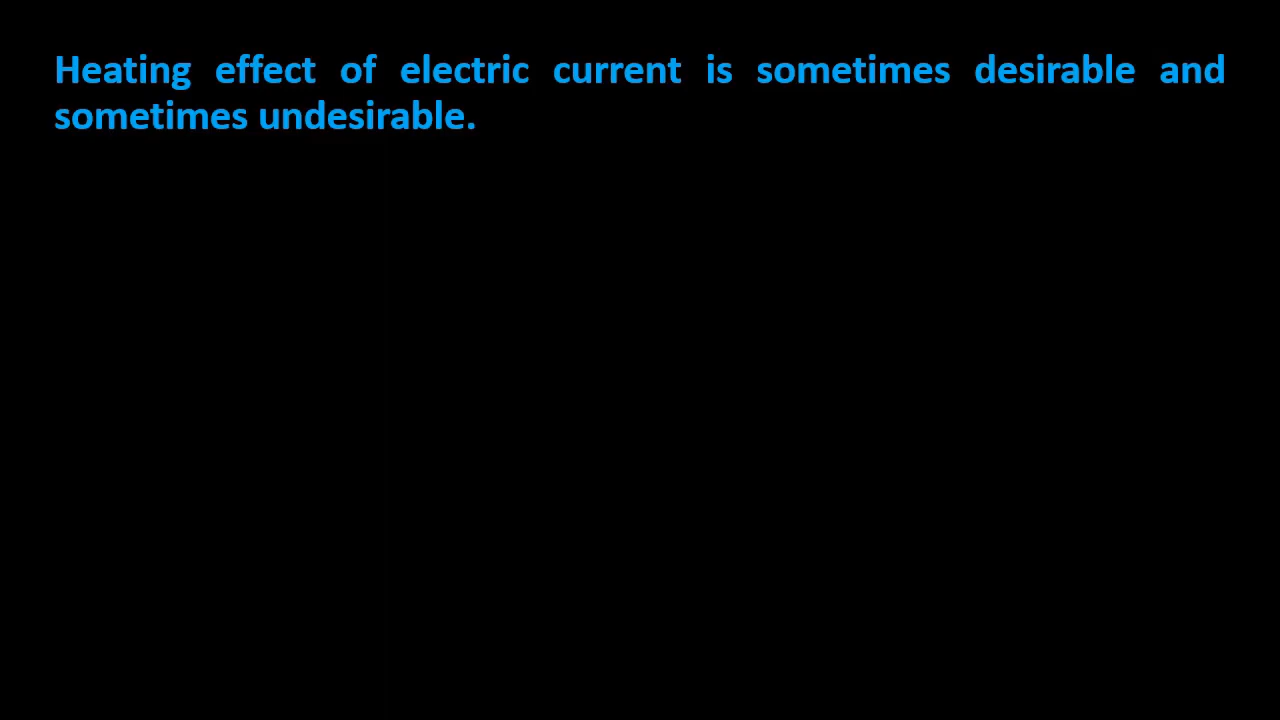 Heating effect of electric current is sometimes desirable and
sometimes undesirable.